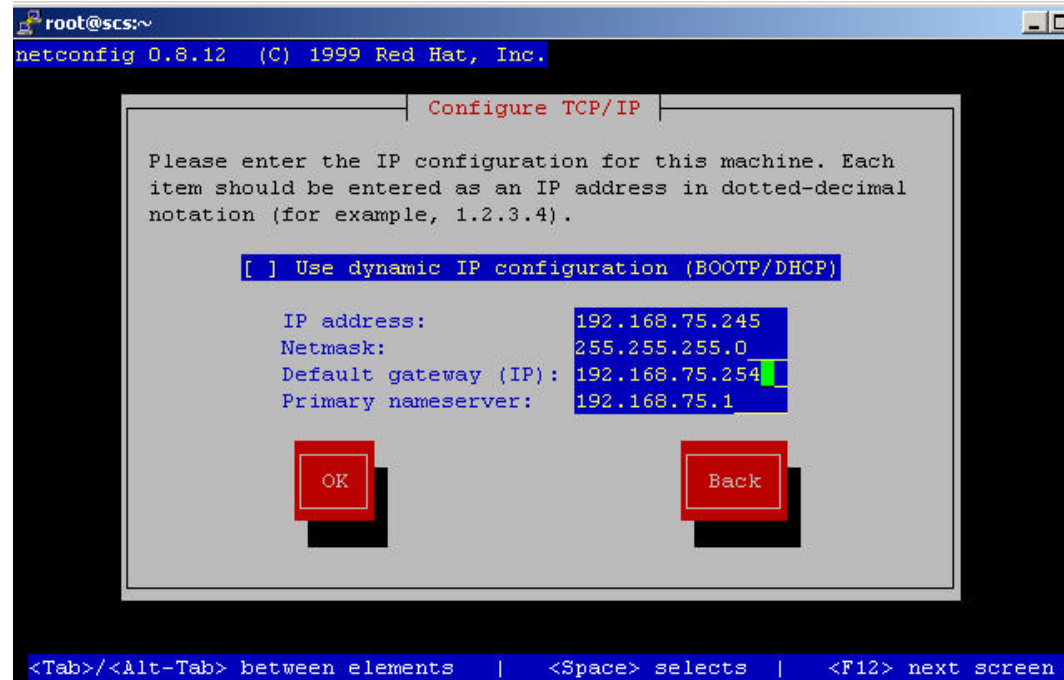 root@scs:~
netconfig 0.8.12  (C) 1999 Red Hat, Inc.
Configure TCP/IP
Please enter the IP configuration for this machine. Each
item should be entered as an IP address in dotted-decimal
notation (for example, 1.2.3.4).
[ ] Use dynamic IP configuration (BOOTP/DHCP)
IP address: 192.168.75.245
Netmask: 255.255.255.0___
Default gateway (IP): 192.168.75.254_
Primary nameserver: 192.168.75.1____
OK Back
<Tab>/<Alt-Tab> between elements | <Space> selects | <F12> next screen